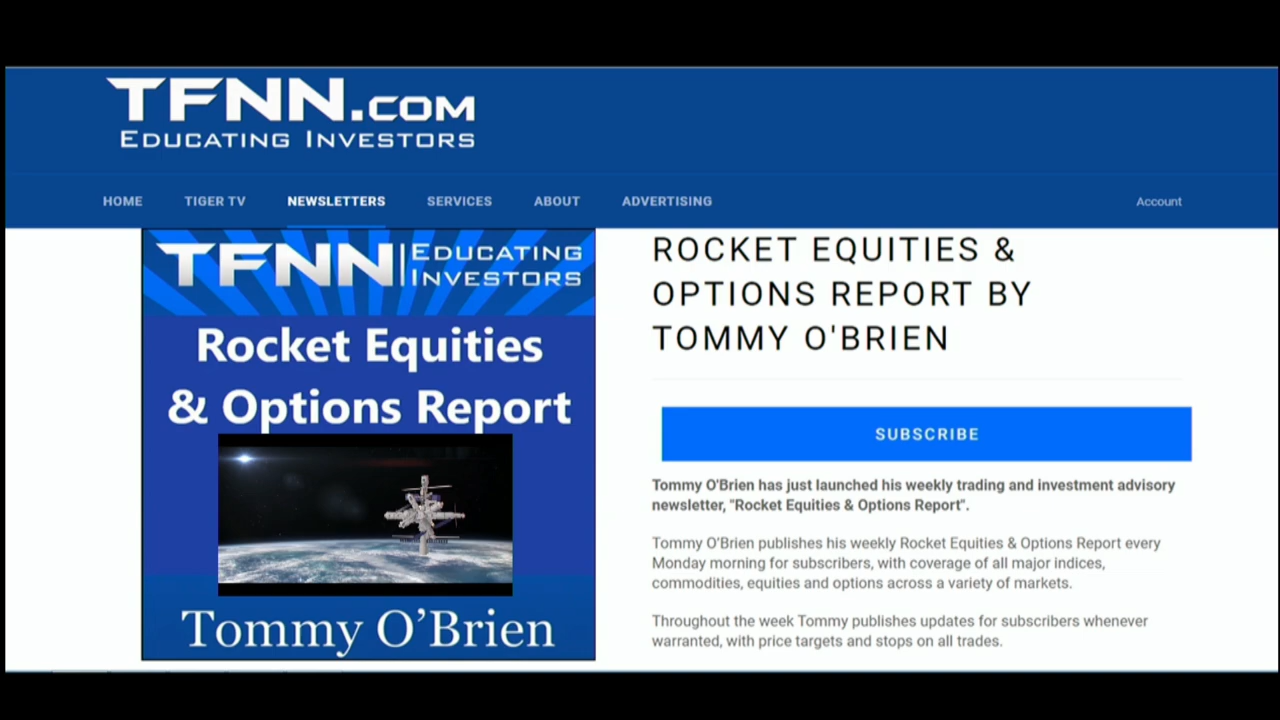 TFNN.COM
EDUCATING INVESTORS
HOME TIGER TV NEWSLETTERS SERVICES ABOUT ADVERTISING Account
TFNN EDUCATING INVESTORS
Rocket Equities
& Options Report
Tommy O’Brien
ROCKET EQUITIES &
OPTIONS REPORT BY
TOMMY O'BRIEN
SUBSCRIBE
Tommy O'Brien has just launched his weekly trading and investment advisory
newsletter, "Rocket Equities & Options Report".
Tommy O'Brien publishes his weekly Rocket Equities & Options Report every
Monday morning for subscribers, with coverage of all major indices,
commodities, equities and options across a variety of markets.
Throughout the week Tommy publishes updates for subscribers whenever
warranted, with price targets and stops on all trades.